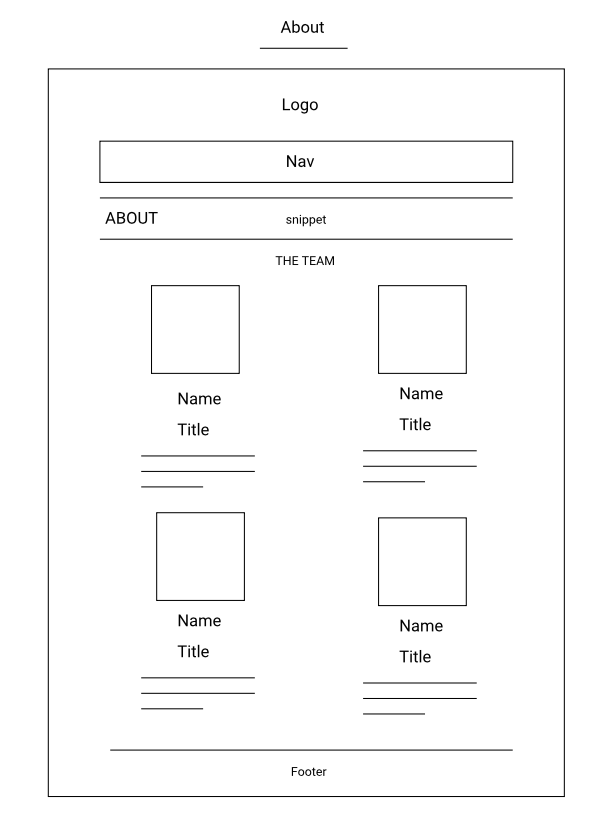 About
Logo
Nav
ABOUT snippet
THE TEAM
Name
Title
Name
Title
Name
Title
Name
Title
Footer